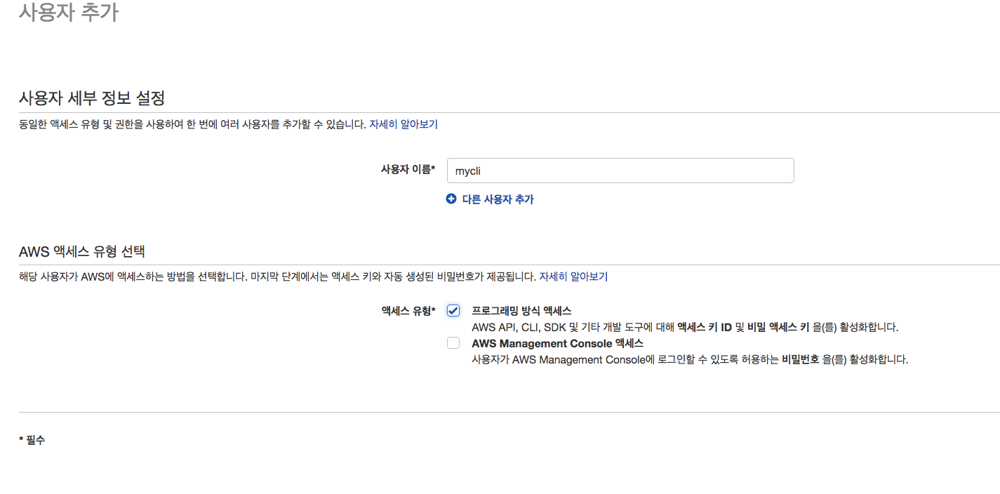 사용자 추가
사용자 세부 정보 설정
동일한 액세스 유형 및 권한을 사용하여 한 번에 여러 사용자를 추가할 수 있습니다. 자세히 알아보기
사용자 이름* mycli
다른 사용자 추가
AWS 액세스 유형 선택
해당 사용자가 AWS에 액세스하는 방법을 선택합니다. 마지막 단계에서는 액세스 키와 자동 생성된 비밀번호가 제공됩니다. 자세히 알아보기
액세스 유형* 프로그래밍 방식 액세스
AWS API, CLI, SDK 및 기타 개발 도구에 대해 액세스 키 ID 및 비밀 액세스 키 을(를) 활성화합니다.
AWS Management Console 액세스
사용자가 AWS Management Console에 로그인할 수 있도록 허용하는 비밀번호 을(를) 활성화합니다.
* 필수